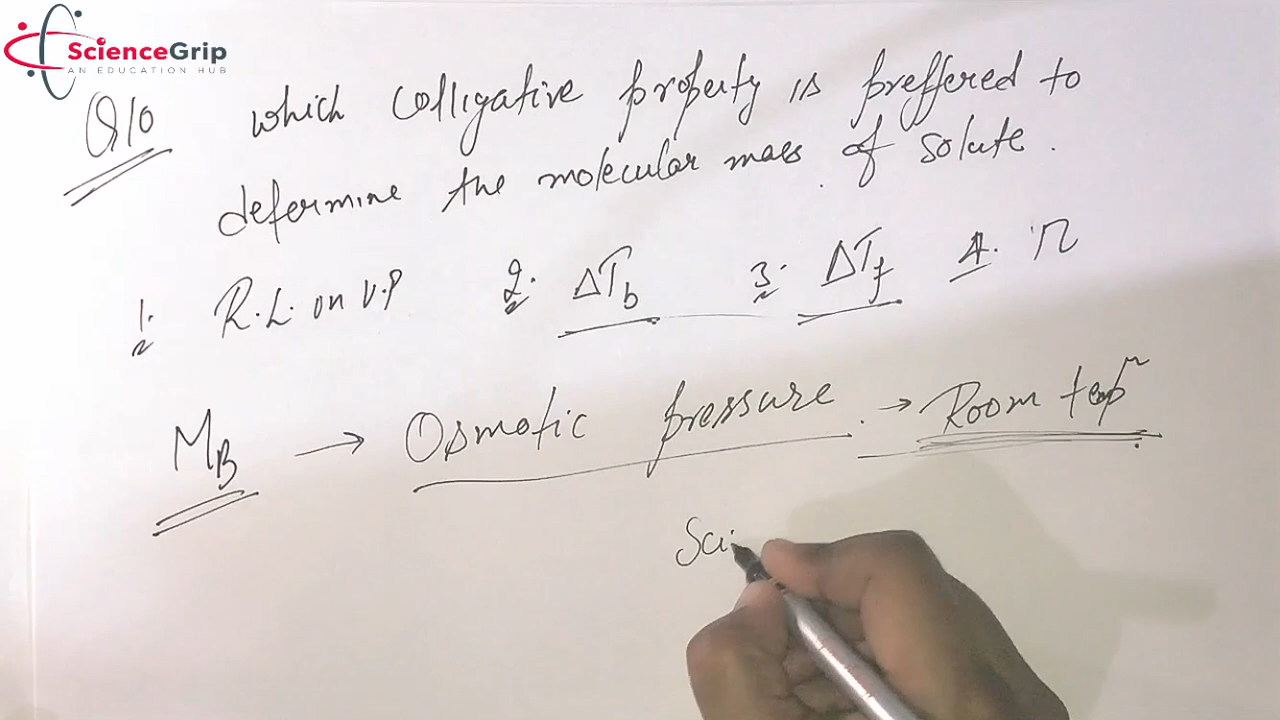 ScienceGrip
AN EDUCATION HUB
Q10 which colligative property is preffered to
determine the molecular mass of solute.
1. R.L. on V.P 2. ΔTb 3. ΔTf 4. π
MB → Osmotic pressure. → Room tempr
Sci